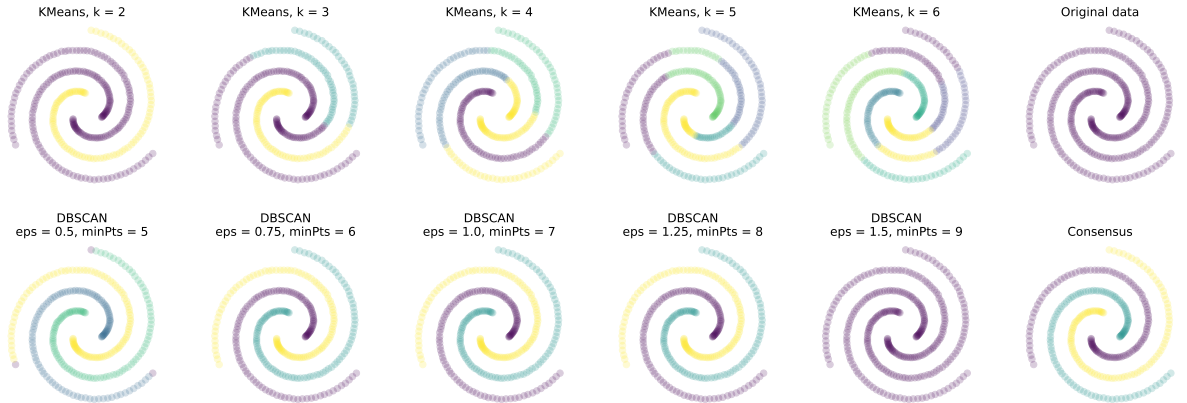 KMeans, k = 2
KMeans, k = 3
KMeans, k = 4
KMeans, k = 5
KMeans, k = 6
Original data
DBSCAN
eps = 0.5, minPts = 5
DBSCAN
eps = 0.75, minPts = 6
DBSCAN
eps = 1.0, minPts = 7
DBSCAN
eps = 1.25, minPts = 8
DBSCAN
eps = 1.5, minPts = 9
Consensus